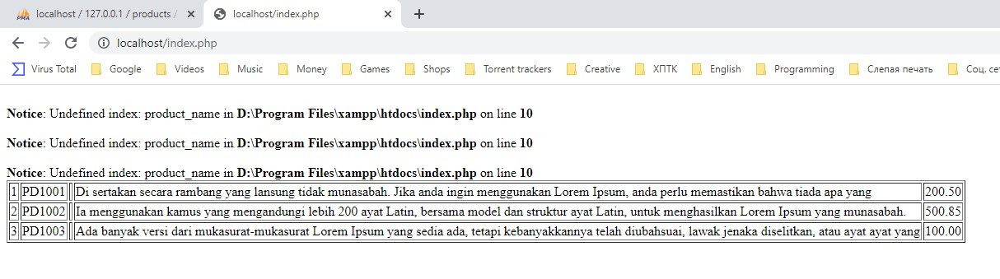 PMA localhost / 127.0.0.1 / products / localhost/index.php
localhost/index.php
Virus Total Google Videos Music Money Games Shops Torrent trackers Creative ХПТК English Programming Слепая печать Соц. се
Notice: Undefined index: product_name in D:\Program Files\xampp\htdocs\index.php on line 10
Notice: Undefined index: product_name in D:\Program Files\xampp\htdocs\index.php on line 10
Notice: Undefined index: product_name in D:\Program Files\xampp\htdocs\index.php on line 10
1 PD1001 Di sertakan secara rambang yang lansung tidak munasabah. Jika anda ingin menggunakan Lorem Ipsum, anda perlu memastikan bahwa tiada apa yang 200.50
2 PD1002 Ia menggunakan kamus yang mengandungi lebih 200 ayat Latin, bersama model dan struktur ayat Latin, untuk menghasilkan Lorem Ipsum yang munasabah. 500.85
3 PD1003 Ada banyak versi dari mukasurat-mukasurat Lorem Ipsum yang sedia ada, tetapi kebanyakkannya telah diubahsuai, lawak jenaka diselitkan, atau ayat ayat yang 100.00